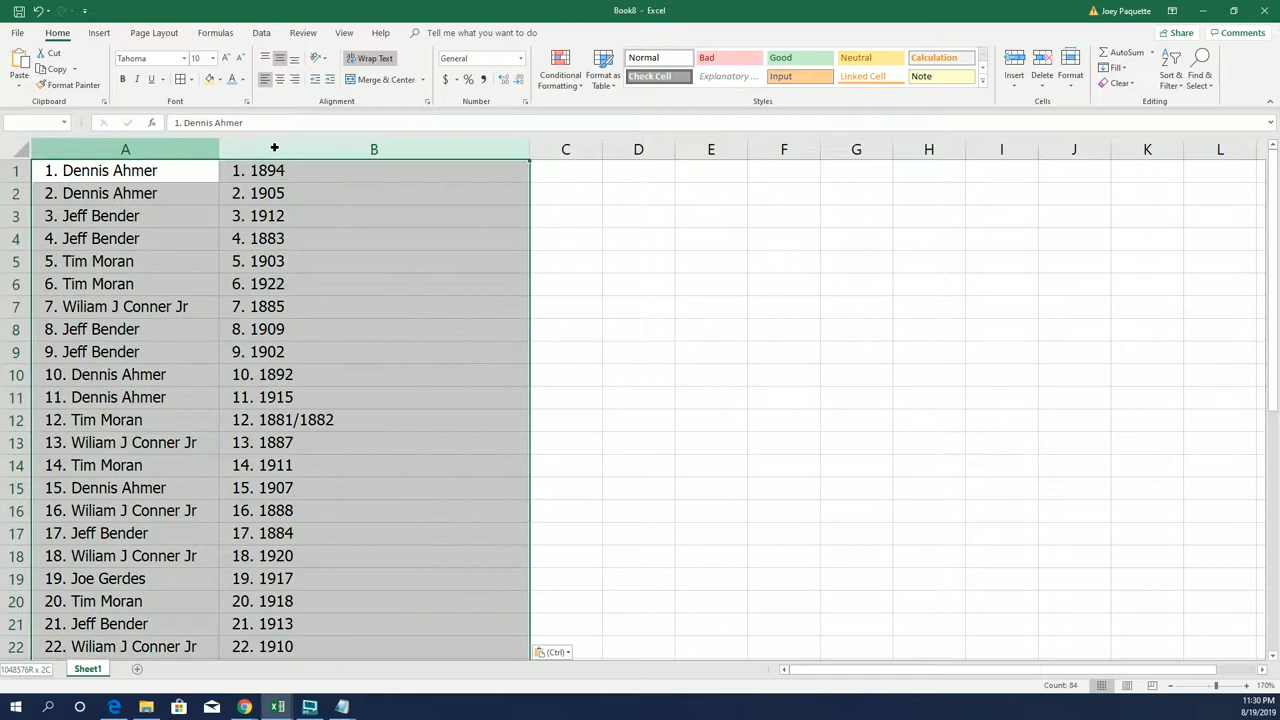 Book8 - Excel
Joey Paquette
File Home Insert Page Layout Formulas Data Review View Help Tell me what you want to do Share Comments
Paste Cut Copy Format Painter Clipboard
Tahoma 10 B I U A Font
Wrap Text Merge & Center Alignment
General $ % , Number
Conditional Formatting Format as Table
Normal Bad Good Neutral Calculation
Check Cell Explanatory ... Input Linked Cell Note
Styles
Insert Delete Format Cells
AutoSum Fill Clear Sort & Filter Find & Select Editing
fx 1. Dennis Ahmer
A B C D E F G H I J K L
1 1. Dennis Ahmer 1. 1894
2 2. Dennis Ahmer 2. 1905
3 3. Jeff Bender 3. 1912
4 4. Jeff Bender 4. 1883
5 5. Tim Moran 5. 1903
6 6. Tim Moran 6. 1922
7 7. Wiliam J Conner Jr 7. 1885
8 8. Jeff Bender 8. 1909
9 9. Jeff Bender 9. 1902
10 10. Dennis Ahmer 10. 1892
11 11. Dennis Ahmer 11. 1915
12 12. Tim Moran 12. 1881/1882
13 13. Wiliam J Conner Jr 13. 1887
14 14. Tim Moran 14. 1911
15 15. Dennis Ahmer 15. 1907
16 16. Wiliam J Conner Jr 16. 1888
17 17. Jeff Bender 17. 1884
18 18. Wiliam J Conner Jr 18. 1920
19 19. Joe Gerdes 19. 1917
20 20. Tim Moran 20. 1918
21 21. Jeff Bender 21. 1913
22 22. Wiliam J Conner Jr 22. 1910
(Ctrl)
1048576R x 2C Sheet1
Count: 84 170%
11:30 PM
8/19/2019